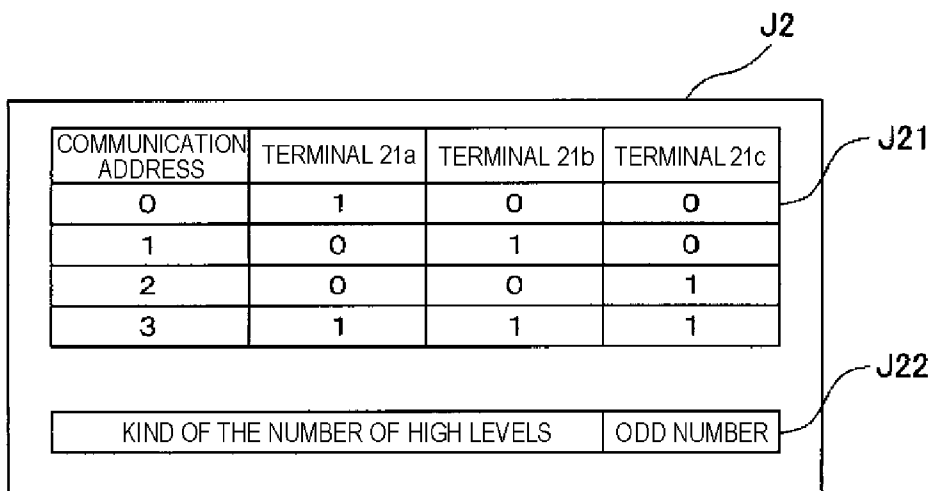 J2
J21
COMMUNICATION ADDRESS TERMINAL 21a TERMINAL 21b TERMINAL 21c
0 1 0 0
1 0 1 0
2 0 0 1
3 1 1 1
J22
KIND OF THE NUMBER OF HIGH LEVELS ODD NUMBER